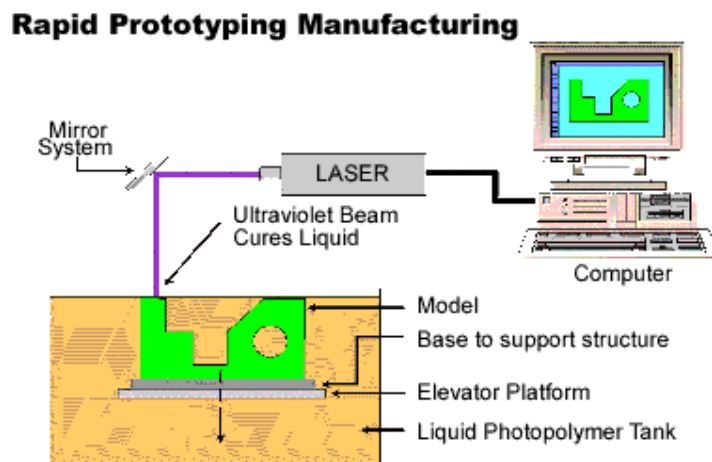 Rapid Prototyping Manufacturing
Mirror
System
LASER
Ultraviolet Beam
Cures Liquid
Computer
Model
Base to support structure
Elevator Platform
Liquid Photopolymer Tank